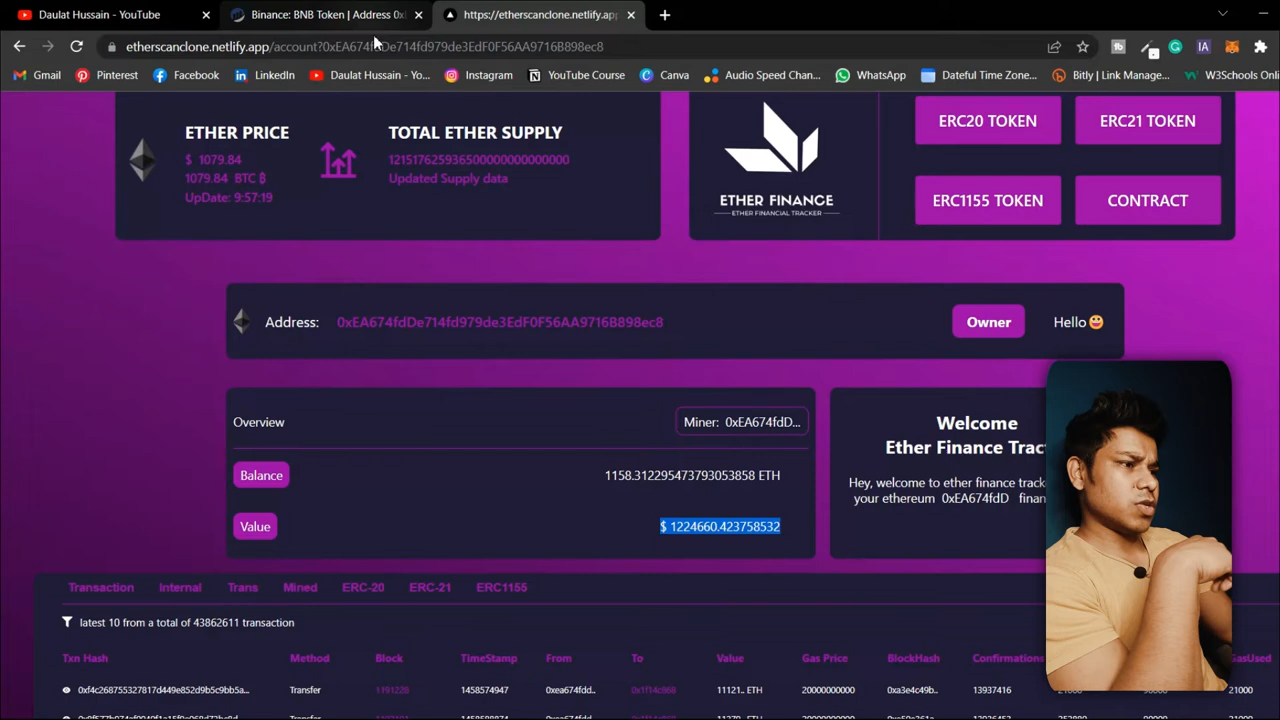 Daulat Hussain - YouTube
Binance: BNB Token | Address 0x
https://etherscanclone.netlify.app
etherscanclone.netlify.app/account?0xEA674fdDe714fd979de3EdF0F56AA9716B898ec8
IA
Gmail
Pinterest
Facebook
LinkedIn
Daulat Hussain - Yo...
Instagram
YouTube Course
Canva
Audio Speed Chan...
WhatsApp
Dateful Time Zone...
Bitly | Link Manage...
W3Schools Onli
ETHER PRICE
$ 1079.84
1079.84 BTC ₿
UpDate: 9:57:19
TOTAL ETHER SUPPLY
121517625936500000000000000
Updated Supply data
ETHER FINANCE
ETHER FINANCIAL TRACKER
ERC20 TOKEN
ERC21 TOKEN
ERC1155 TOKEN
CONTRACT
Address: 0xEA674fdDe714fd979de3EdF0F56AA9716B898ec8
Owner
Hello 😀
Overview
Miner: 0xEA674fdD...
Balance
1158.312295473793053858 ETH
Value
$ 1224660.423758532
Welcome
Ether Finance Trac
Hey, welcome to ether finance tracke
your ethereum 0xEA674fdD finan
Transaction Internal Trans Mined ERC-20 ERC-21 ERC1155
latest 10 from a total of 43862611 transaction
Txn Hash Method Block TimeStamp From To Value Gas Price BlockHash Confirmations GasUsed
0xf4c268755327817d449e852d9b5c9bb5a... Transfer 1191226 1458574947 0xea674fdd.. 0x1f14c868 11121.. ETH 20000000000 0xa3e4c49b.. 13937416 21000